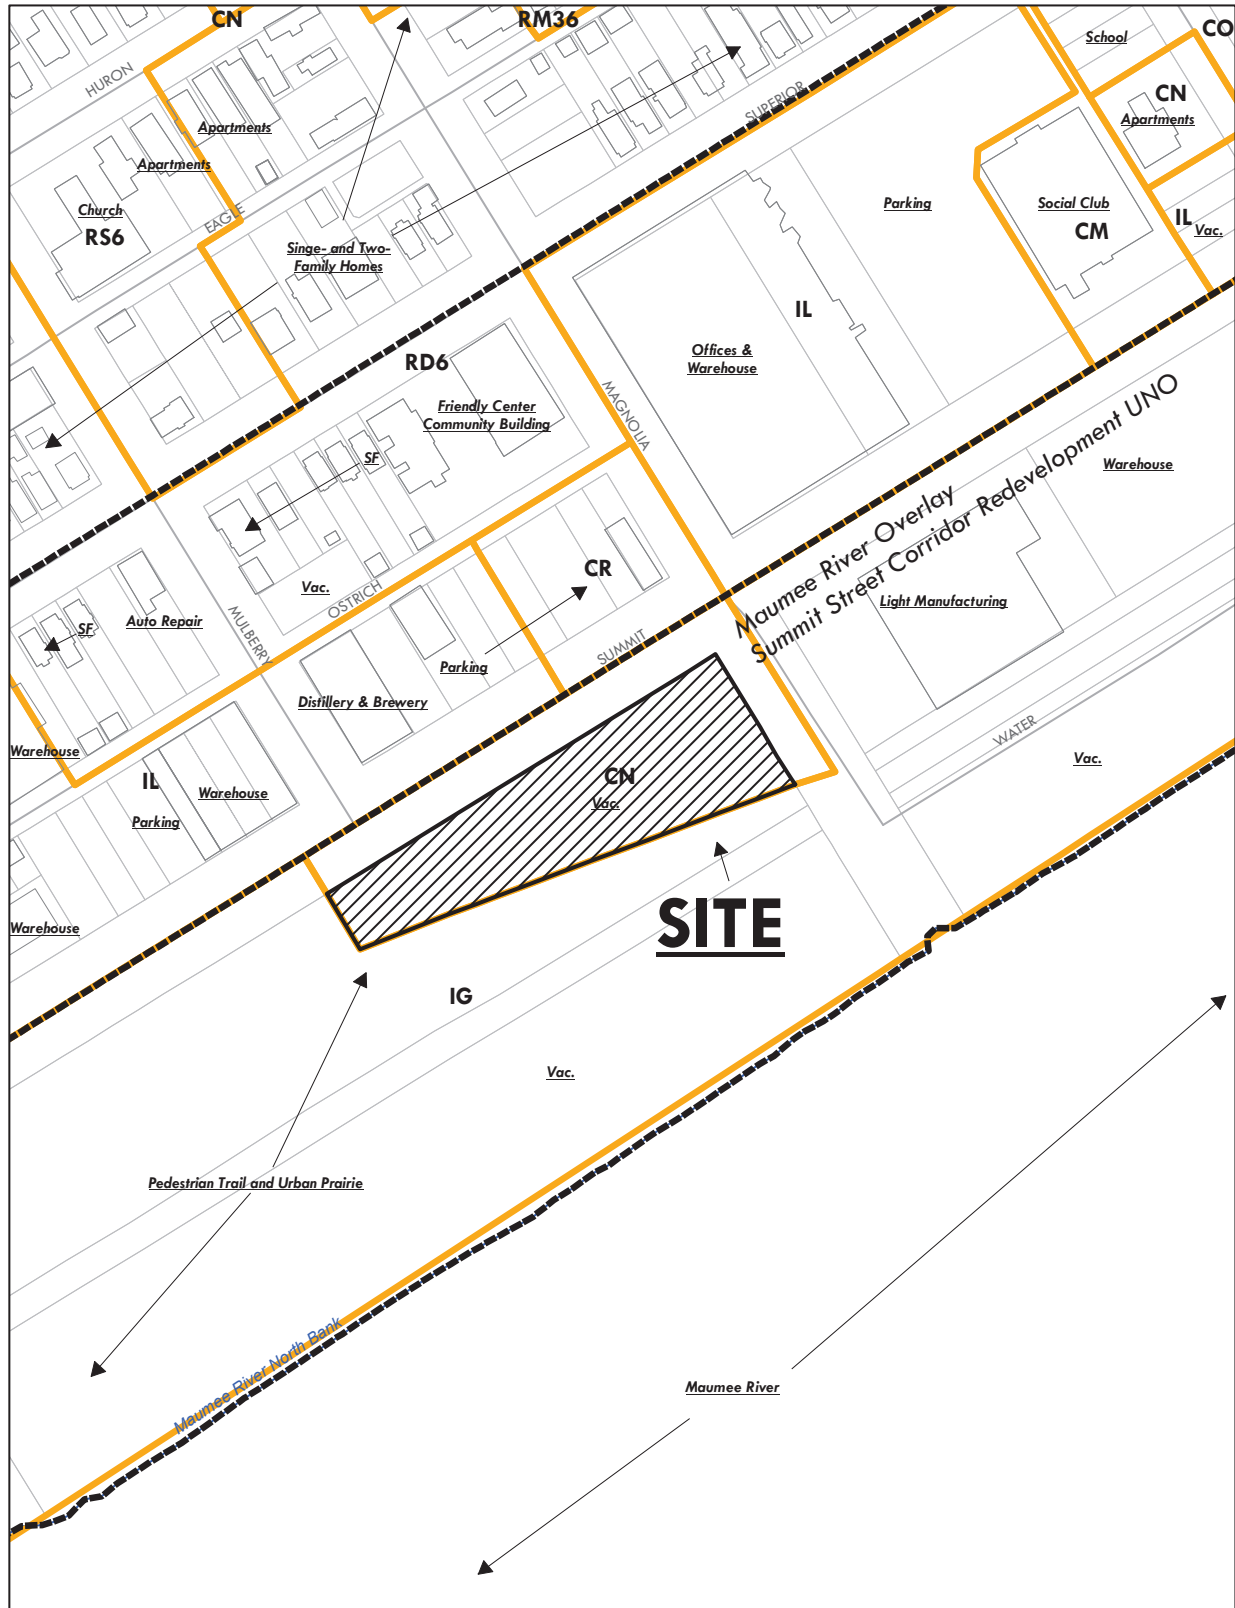 CN
RM36
CO
School
HURON
CN
Apartments
SUPERIOR
Apartments
Apartments
Church
RS6
EAGLE
Parking
Social Club
CM
IL
Vac.
Singe- and Two-
Family Homes
IL
Offices &
Warehouse
RD6
MAGNOLIA
Friendly Center
Community Building
SF
Maumee River Overlay
Summit Street Corridor Redevelopment UNO
Warehouse
Vac.
OSTRICH
CR
Light Manufacturing
SF
Auto Repair
MULBERRY
SUMMIT
Parking
Distillery & Brewery
WATER
Warehouse
IL
Warehouse
Parking
CN
Vac.
Vac.
SITE
Warehouse
IG
Vac.
Pedestrian Trail and Urban Prairie
Maumee River North Bank
Maumee River